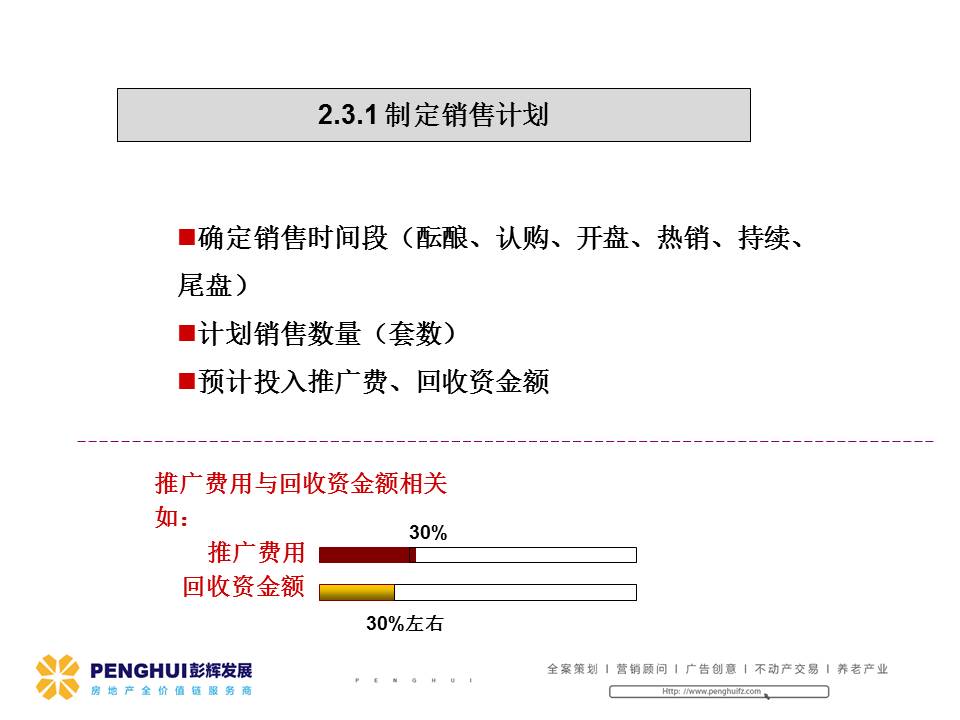 2.3.1 制定销售计划
■确定销售时间段（酝酿、认购、开盘、热销、持续、
尾盘）
■计划销售数量（套数）
■预计投入推广费、回收资金额
推广费用与回收资金额相关
如：
30%
推广费用
回收资金额
30%左右
PENGHUI彭辉发展
房地产全价值链服务商
PENGHUI
全案策划 | 营销顾问 | 广告创意 | 不动产交易 | 养老产业
Http: //www.penghuifz.com